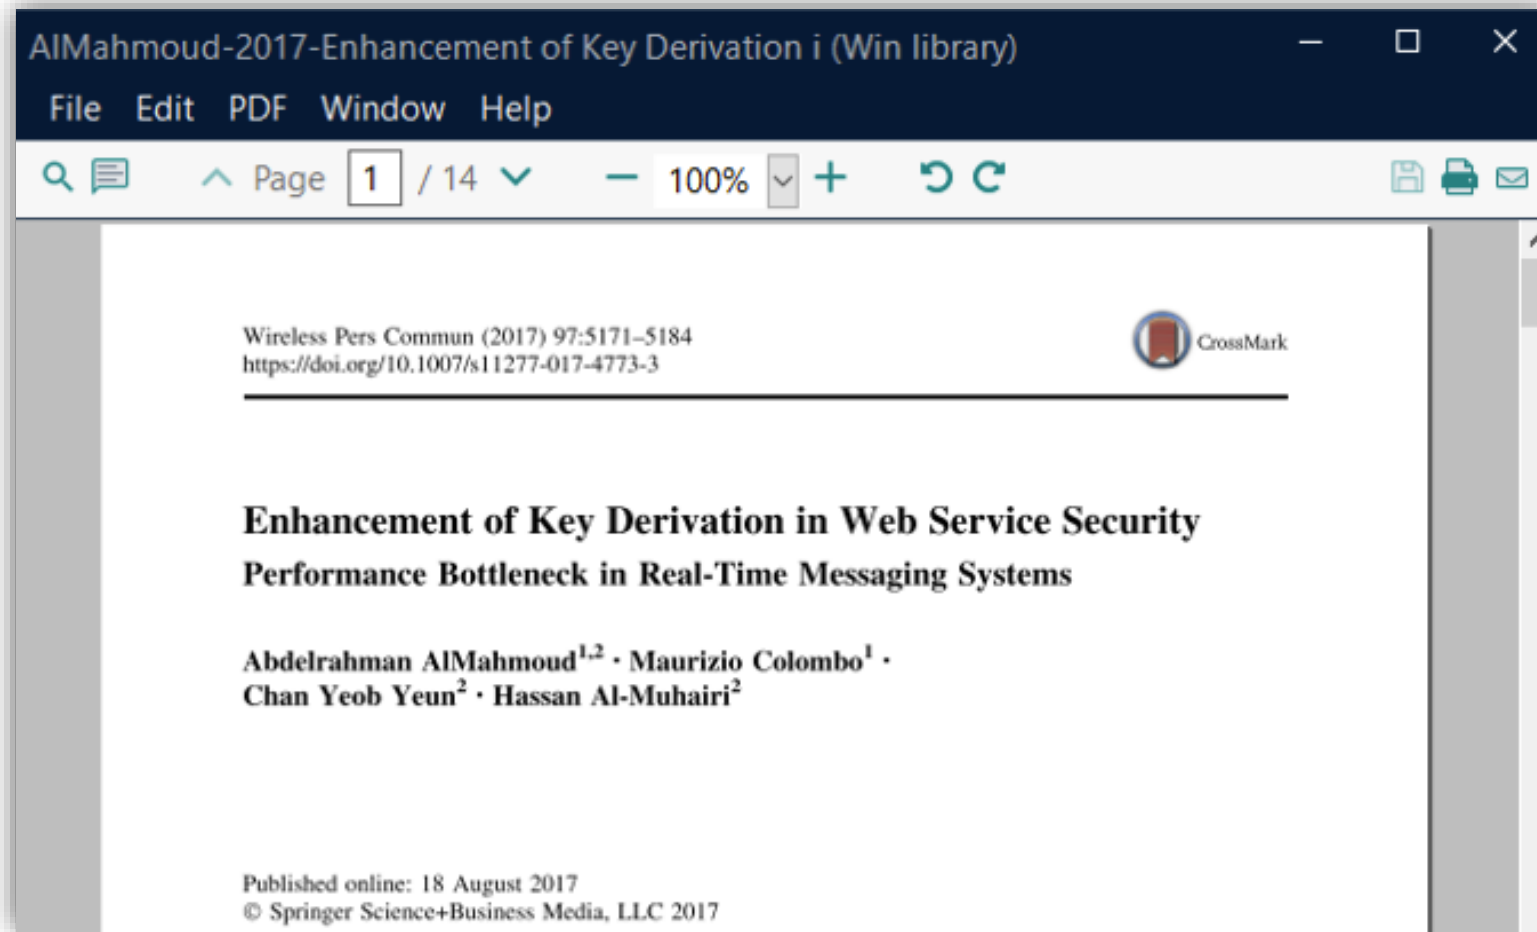 AlMahmoud-2017-Enhancement of Key Derivation i (Win library)
File Edit PDF Window Help
Page 1 / 14 100%
Wireless Pers Commun (2017) 97:5171–5184
https://doi.org/10.1007/s11277-017-4773-3
CrossMark
Enhancement of Key Derivation in Web Service Security
Performance Bottleneck in Real-Time Messaging Systems
Abdelrahman AlMahmoud1,2 · Maurizio Colombo1 ·
Chan Yeob Yeun2 · Hassan Al-Muhairi2
Published online: 18 August 2017
© Springer Science+Business Media, LLC 2017